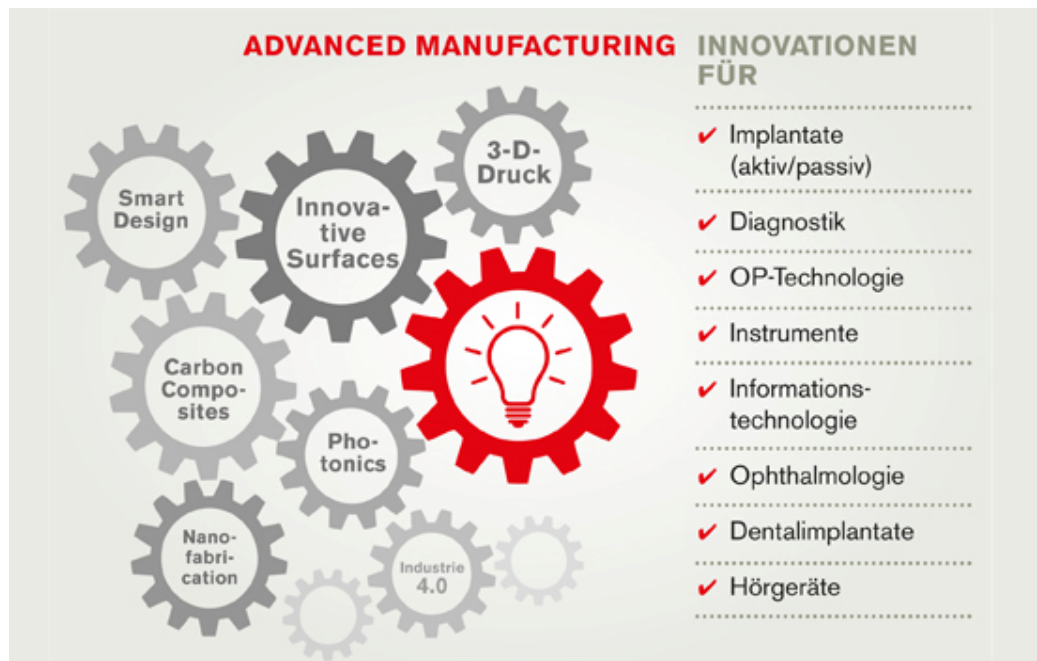 ADVANCED MANUFACTURING
INNOVATIONEN
FÜR
Smart
Design
Innova-
tive
Surfaces
3-D-
Druck
Carbon
Compo-
sites
Pho-
tonics
Nano-
fabri-
cation
Industrie
4.0
✔ Implantate
(aktiv/passiv)
✔ Diagnostik
✔ OP-Technologie
✔ Instrumente
✔ Informations-
technologie
✔ Ophthalmologie
✔ Dentalimplantate
✔ Hörgeräte